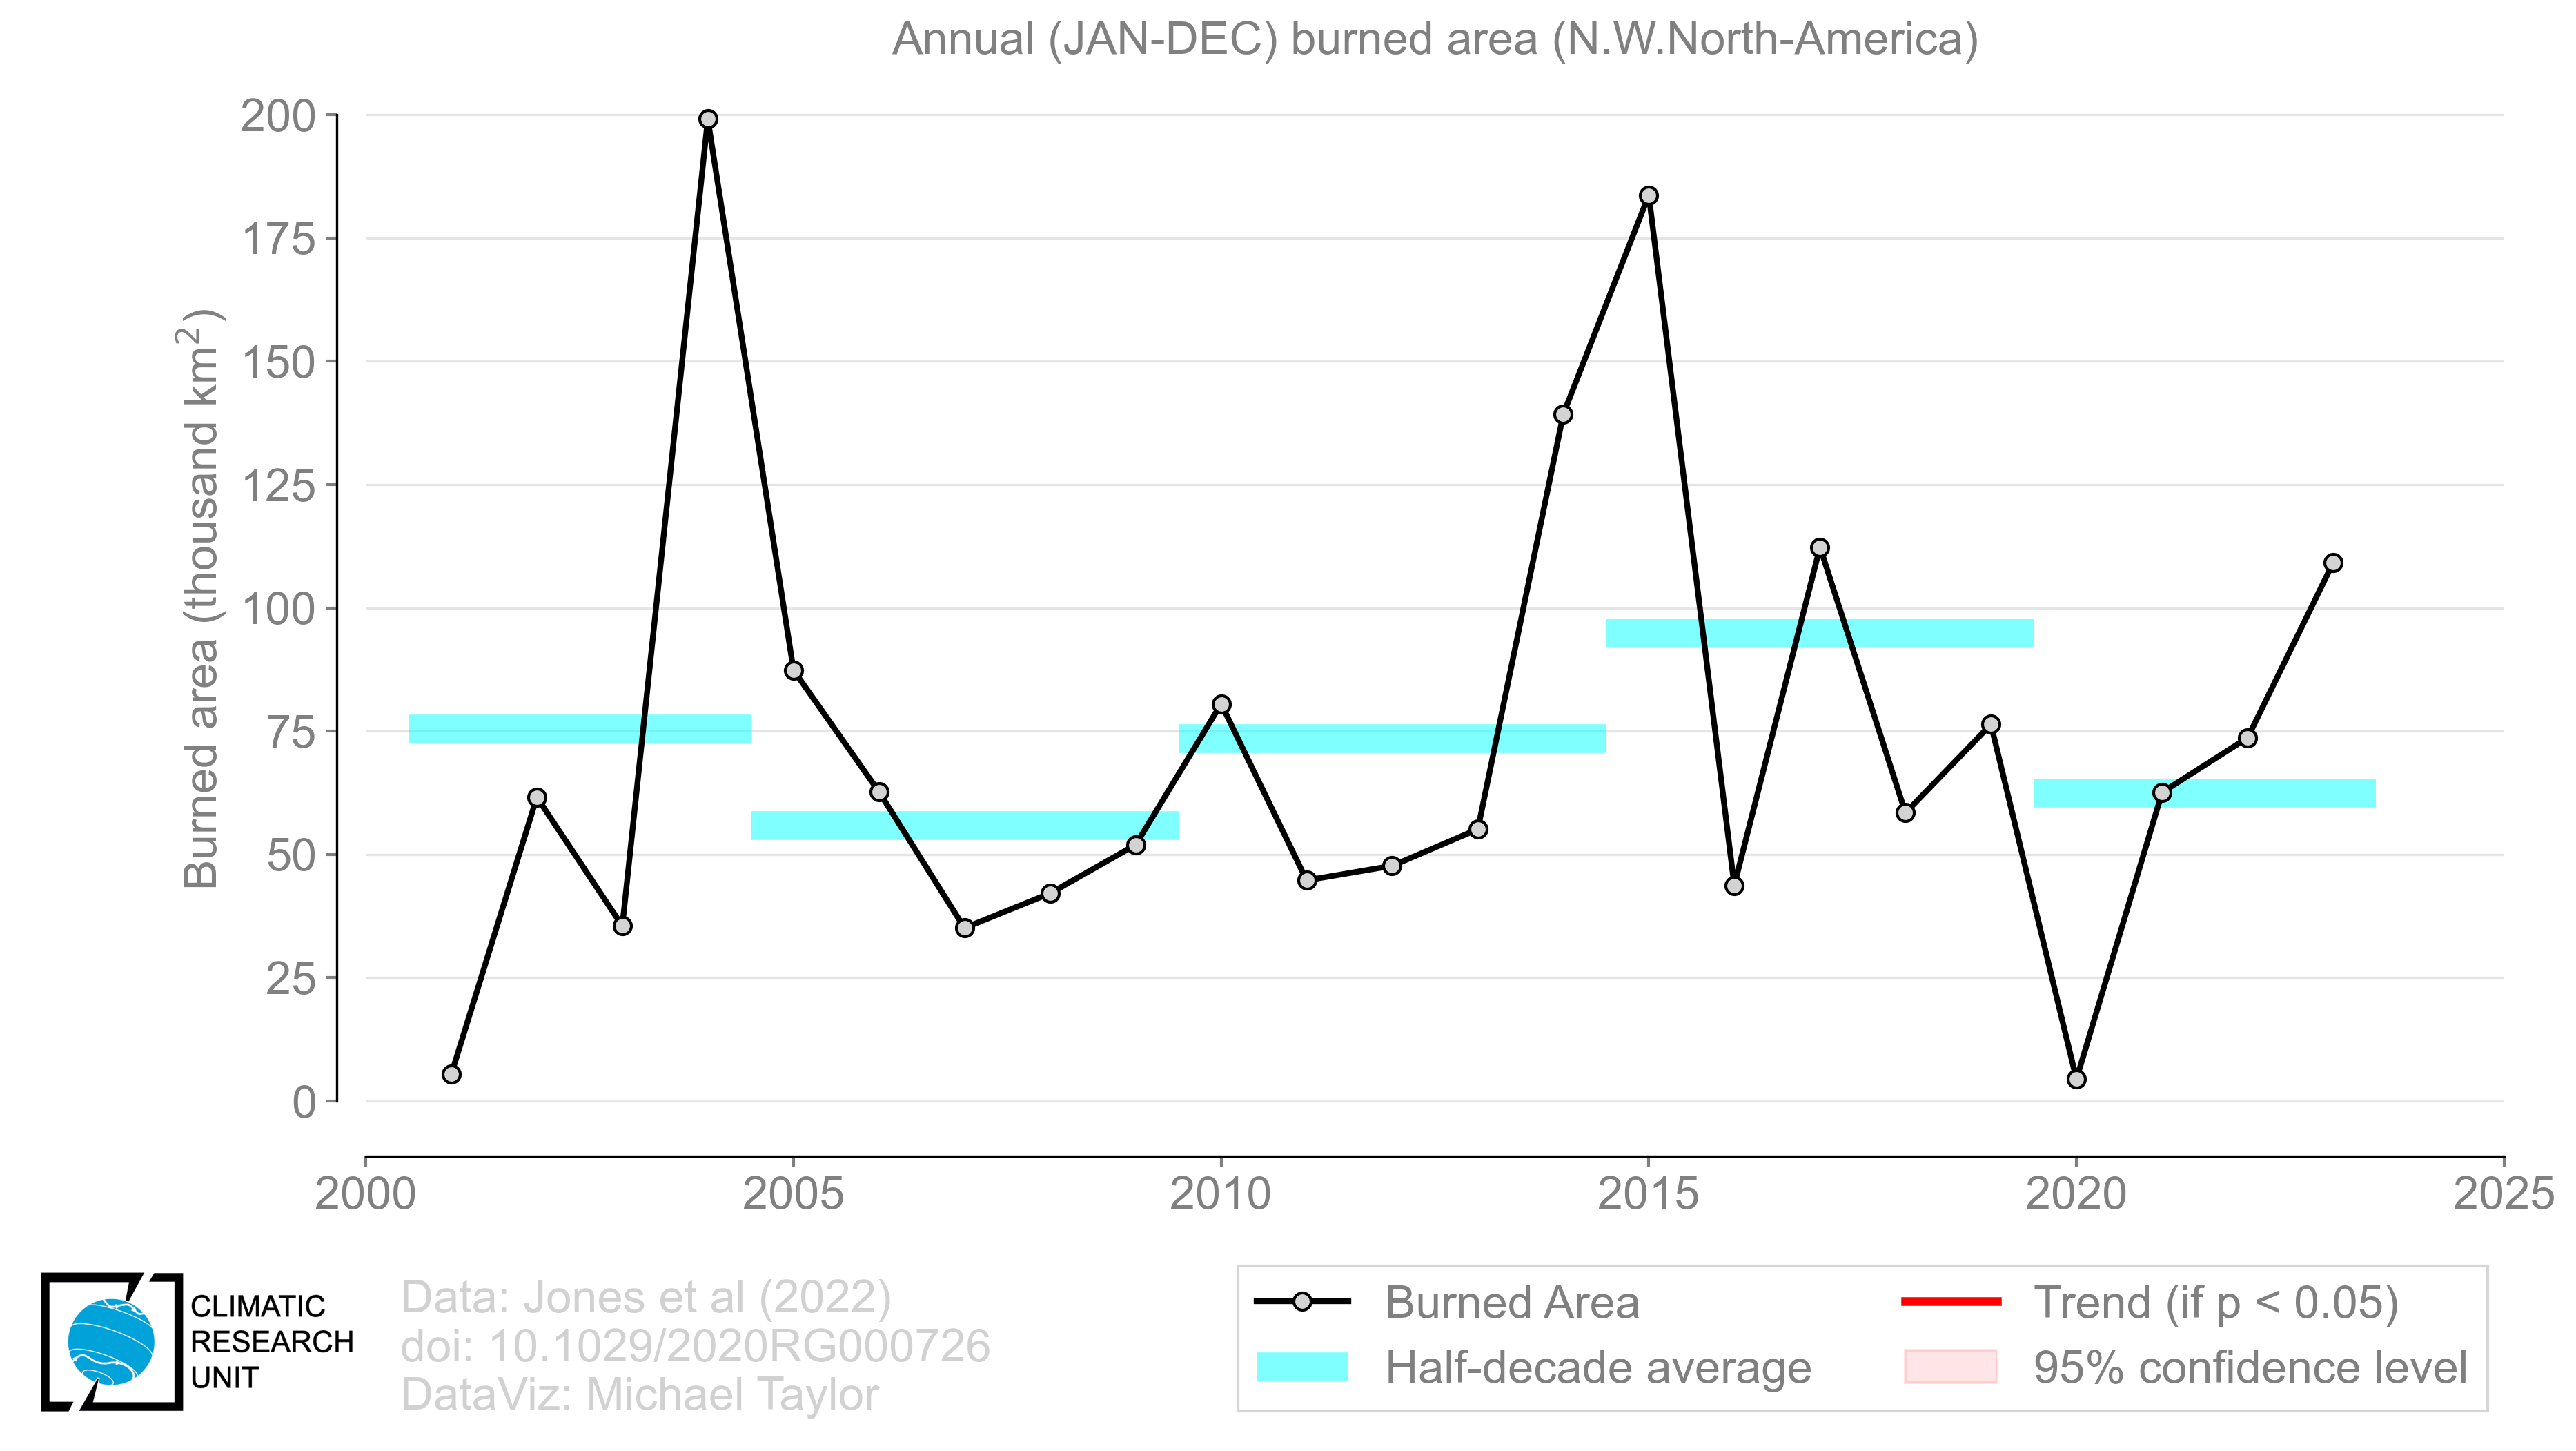 Annual (JAN-DEC) burned area (N.W.North-America)
Burned area (thousand km²)
200
175
150
125
100
75
50
25
0
2000 2005 2010 2015 2020 2025
CLIMATIC
RESEARCH
UNIT
Data: Jones et al (2022)
doi: 10.1029/2020RG000726
DataViz: Michael Taylor
Burned Area
Half-decade average
Trend (if p < 0.05)
95% confidence level